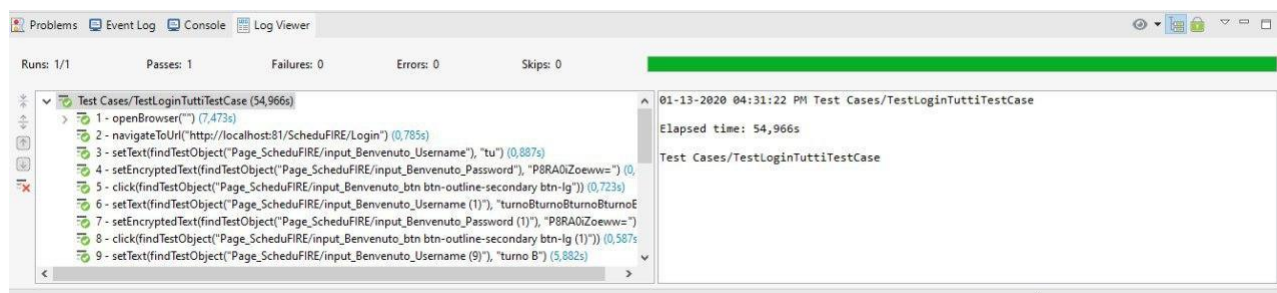 Problems Event Log Console Log Viewer
Runs: 1/1 Passes: 1 Failures: 0 Errors: 0 Skips: 0
Test Cases/TestLoginTuttiTestCase (54,966s)
1 - openBrowser("") (7,473s)
2 - navigateToUrl("http://localhost:81/ScheduFIRE/Login") (0,785s)
3 - setText(findTestObject("Page_ScheduFIRE/input_Benvenuto_Username"), "tu") (0,887s)
4 - setEncryptedText(findTestObject("Page_ScheduFIRE/input_Benvenuto_Password"), "P8RA0iZoeww=") (0,
5 - click(findTestObject("Page_ScheduFIRE/input_Benvenuto_btn btn-outline-secondary btn-lg")) (0,723s)
6 - setText(findTestObject("Page_ScheduFIRE/input_Benvenuto_Username (1)"), "turnoBturnoBturnoBturnoE
7 - setEncryptedText(findTestObject("Page_ScheduFIRE/input_Benvenuto_Password (1)"), "P8RA0iZoeww=")
8 - click(findTestObject("Page_ScheduFIRE/input_Benvenuto_btn btn-outline-secondary btn-lg (1)")) (0,587s
9 - setText(findTestObject("Page_ScheduFIRE/input_Benvenuto_Username (9)"), "turno B") (5,882s)
01-13-2020 04:31:22 PM Test Cases/TestLoginTuttiTestCase
Elapsed time: 54,966s
Test Cases/TestLoginTuttiTestCase